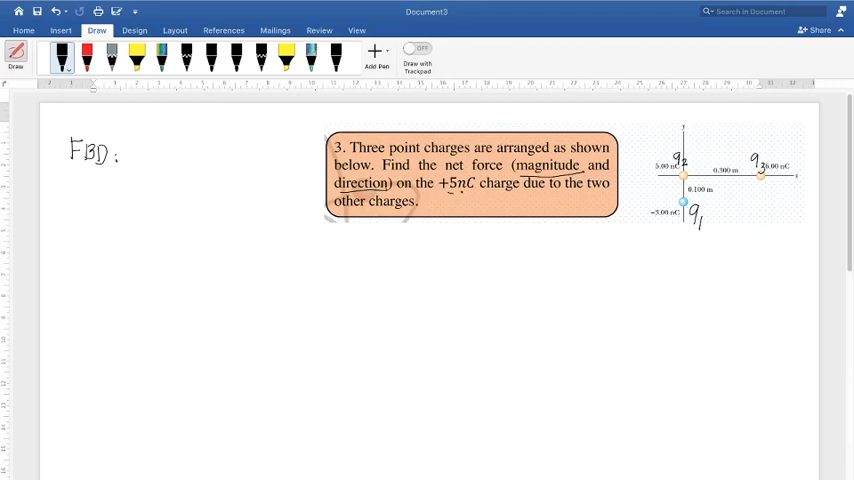 Document3
Search in Document
Home Insert Draw Design Layout References Mailings Review View
Share
Draw
Add Pen
OFF
Draw with
Trackpad
FBD:
3. Three point charges are arranged as shown
below. Find the net force (magnitude and
direction) on the +5nC charge due to the two
other charges.
y
5.00 nC q2
q3 6.00 nC
0.300 m
x
0.100 m
−3.00 nC q1